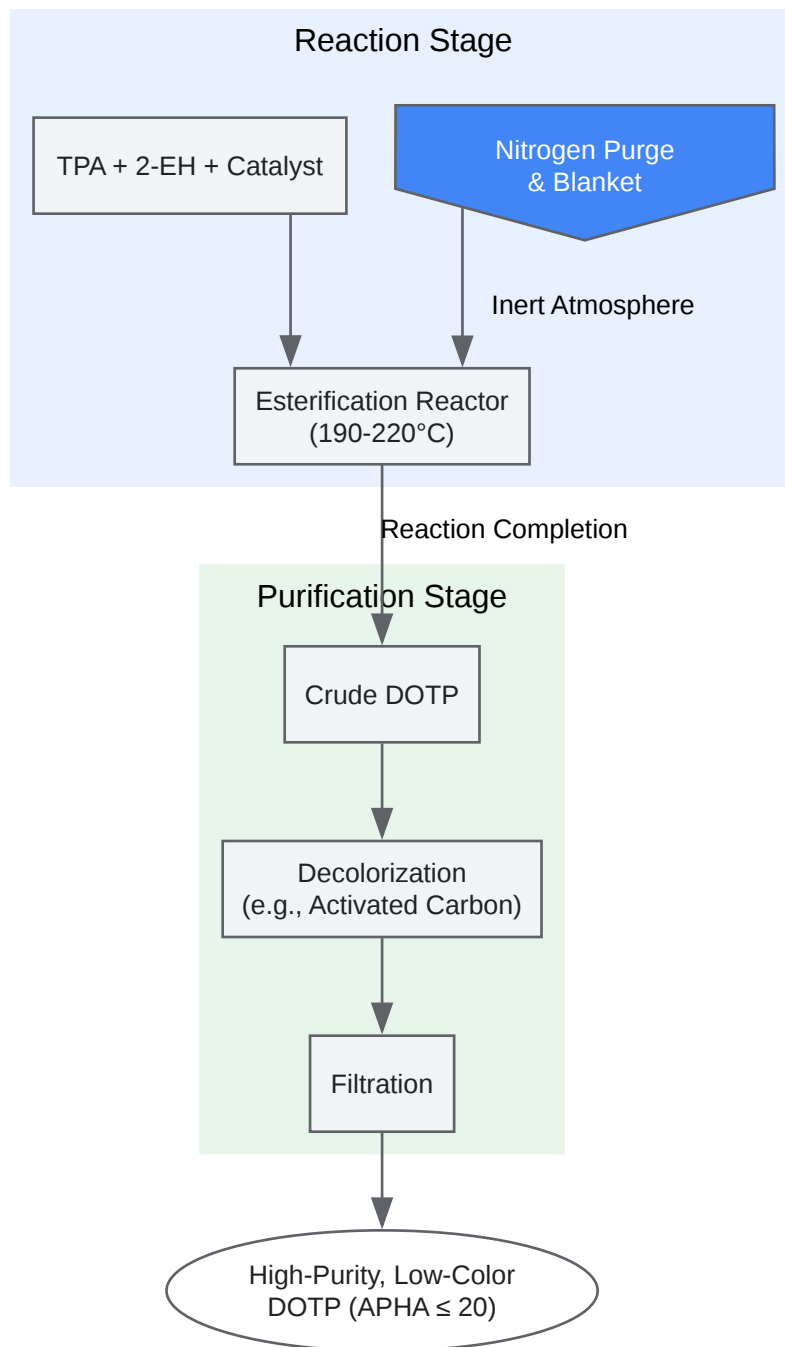 Reaction Stage
TPA + 2-EH + Catalyst
Nitrogen Purge
& Blanket
Inert Atmosphere
Esterification Reactor
(190-220°C)
Reaction Completion
Purification Stage
Crude DOTP
Decolorization
(e.g., Activated Carbon)
Filtration
High-Purity, Low-Color
DOTP (APHA ≤ 20)